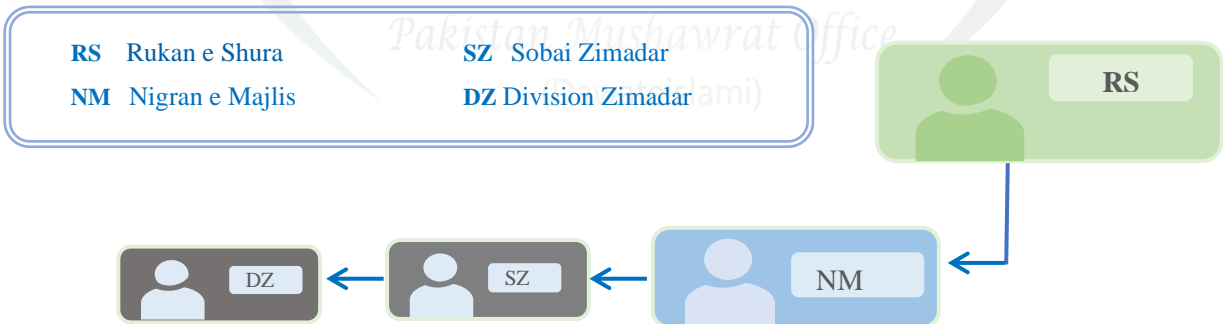 Pakistan Mushawrat Office
(Dawateislami)
RS Rukan e Shura SZ Sobai Zimadar
NM Nigran e Majlis DZ Division Zimadar
RS
DZ SZ NM